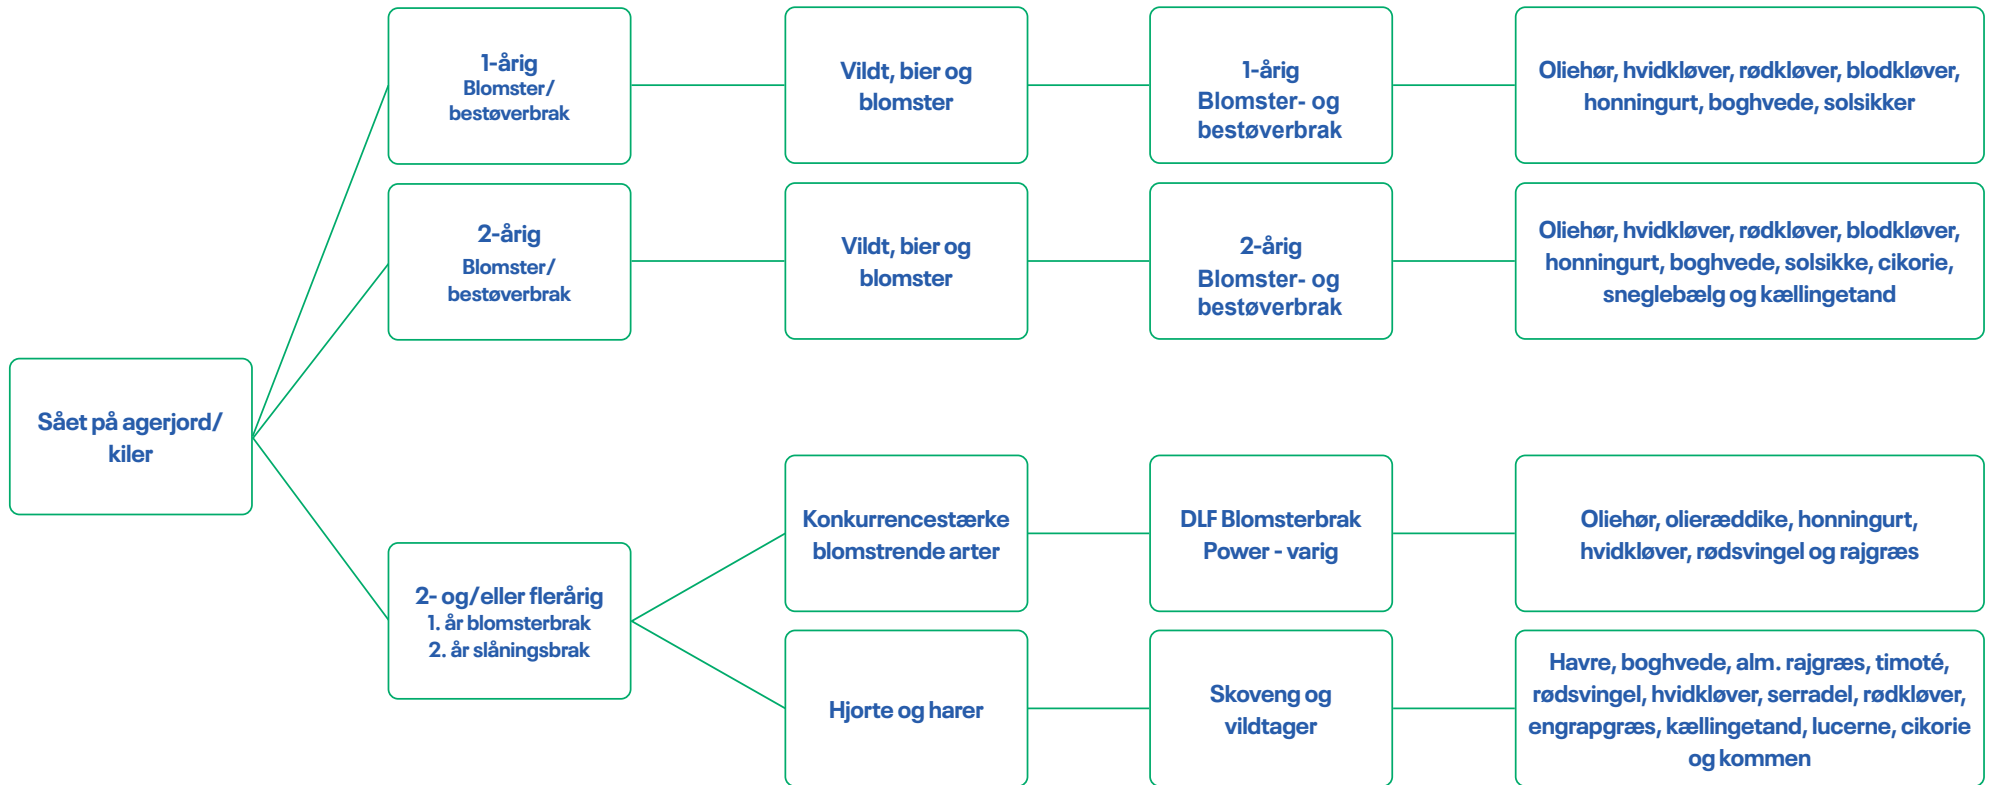 1-årig
Blomster/
bestøverbrak
Vildt, bier og
blomster
1-årig
Blomster- og
bestøverbrak
Oliehør, hvidkløver, rødkløver, blodkløver,
honningurt, boghvede, solsikker
2-årig
Blomster/
bestøverbrak
Vildt, bier og
blomster
2-årig
Blomster- og
bestøverbrak
Oliehør, hvidkløver, rødkløver, blodkløver,
honningurt, boghvede, solsikke, cikorie,
sneglebælg og kællingetand
Sået på agerjord/
kiler
2- og/eller flerårig
1. år blomsterbrak
2. år slåningsbrak
Konkurrencestærke
blomstrende arter
DLF Blomsterbrak
Power - varig
Oliehør, olieræddike, honningurt,
hvidkløver, rødsvingel og rajgræs
Hjorte og harer
Skoveng og
vildtager
Havre, boghvede, alm. rajgræs, timoté,
rødsvingel, hvidkløver, serradel, rødkløver,
engrapgræs, kællingetand, lucerne, cikorie
og kommen